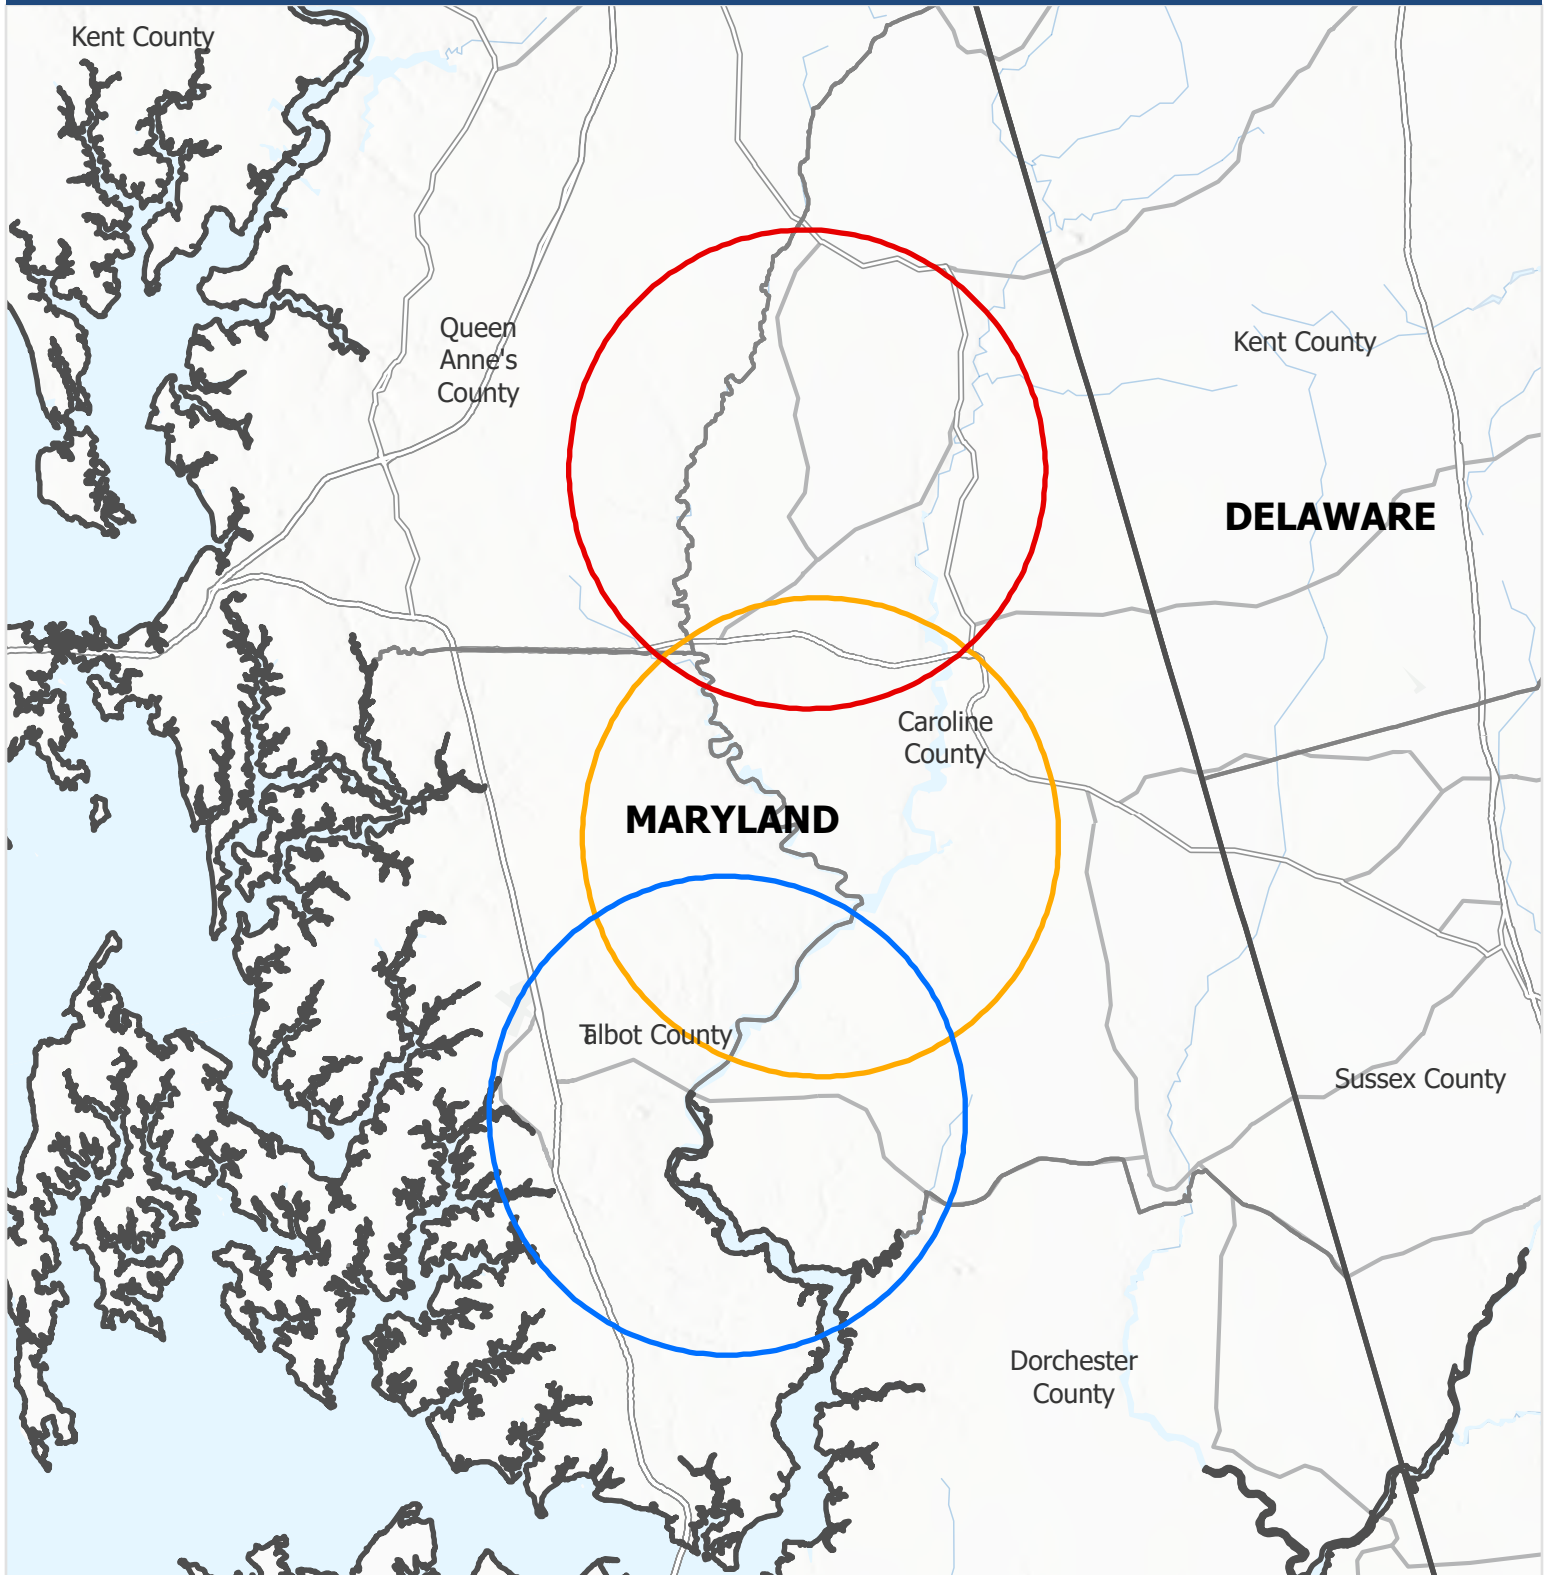 Kent County
Queen
Anne's
County
Kent County
DELAWARE
Caroline
County
MARYLAND
Talbot County
Sussex County
Dorchester
County